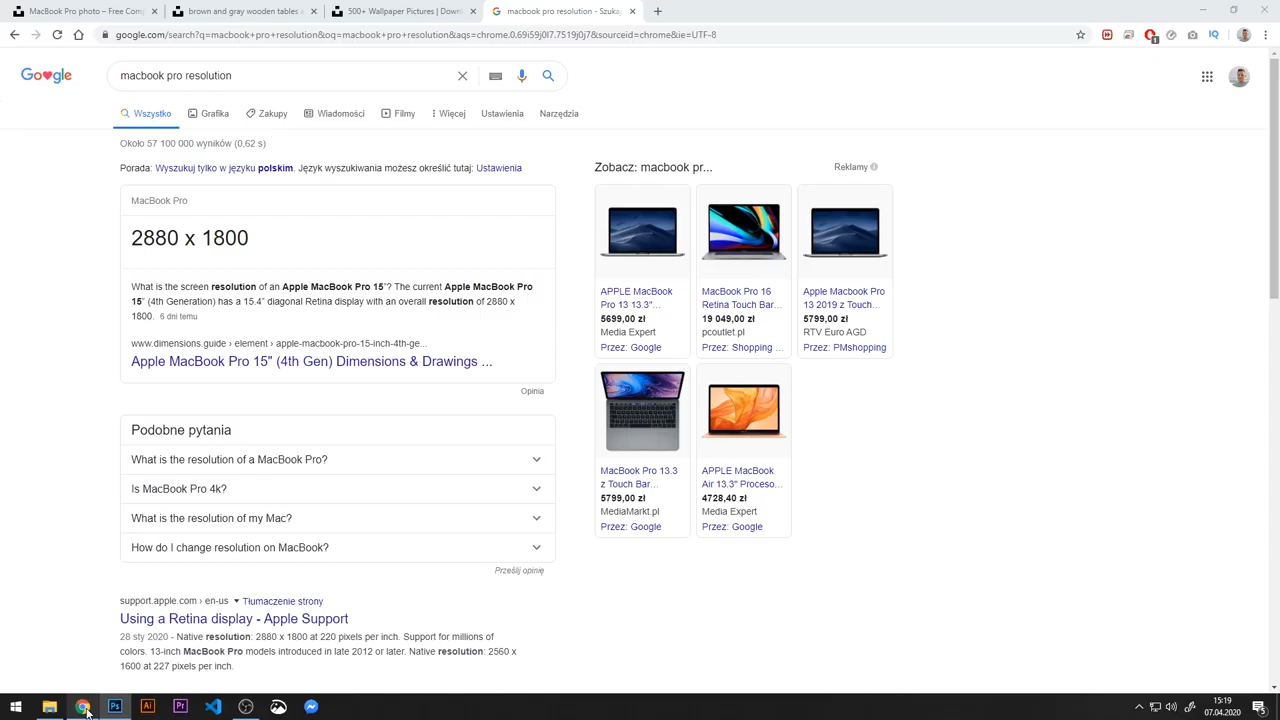 MacBook Pro photo – Free Comp
brown and gray wooden tables a
500+ Wallpaper Pictures | Downl
macbook pro resolution - Szukaj
google.com/search?q=macbook+pro+resolution&oq=macbook+pro+resolution&aqs=chrome.0.69i59j0l7.7519j0j7&sourceid=chrome&ie=UTF-8
1
IQ
Google
macbook pro resolution
Wszystko
Grafika
Zakupy
Wiadomości
Filmy
Więcej
Ustawienia
Narzędzia
Około 57 100 000 wyników (0,62 s)
Porada: Wyszukuj tylko w języku polskim. Język wyszukiwania możesz określić tutaj: Ustawienia
MacBook Pro
2880 x 1800
What is the screen resolution of an Apple MacBook Pro 15"? The current Apple MacBook Pro
15" (4th Generation) has a 15.4" diagonal Retina display with an overall resolution of 2880 x
1800. 6 dni temu
www.dimensions.guide › element › apple-macbook-pro-15-inch-4th-ge...
Apple MacBook Pro 15" (4th Gen) Dimensions & Drawings ...
Opinia
Podobne pytania
What is the resolution of a MacBook Pro?
Is MacBook Pro 4k?
What is the resolution of my Mac?
How do I change resolution on MacBook?
Prześlij opinię
support.apple.com › en-us
Tłumaczenie strony
Using a Retina display - Apple Support
28 sty 2020 - Native resolution: 2880 x 1800 at 220 pixels per inch. Support for millions of
colors. 13-inch MacBook Pro models introduced in late 2012 or later. Native resolution: 2560 x
1600 at 227 pixels per inch.
Zobacz: macbook pr...
Reklamy
APPLE MacBook
Pro 13 13.3"...
5699,00 zł
Media Expert
Przez: Google
MacBook Pro 16
Retina Touch Bar...
19 049,00 zł
pcoutlet.pl
Przez: Shopping ...
Apple Macbook Pro
13 2019 z Touch...
5799,00 zł
RTV Euro AGD
Przez: PMshopping
MacBook Pro 13.3
z Touch Bar...
5799,00 zł
MediaMarkt.pl
Przez: Google
APPLE MacBook
Air 13.3" Proceso...
4728,40 zł
Media Expert
Przez: Google
Ps
Ai
Pr
15:19
07.04.2020
5